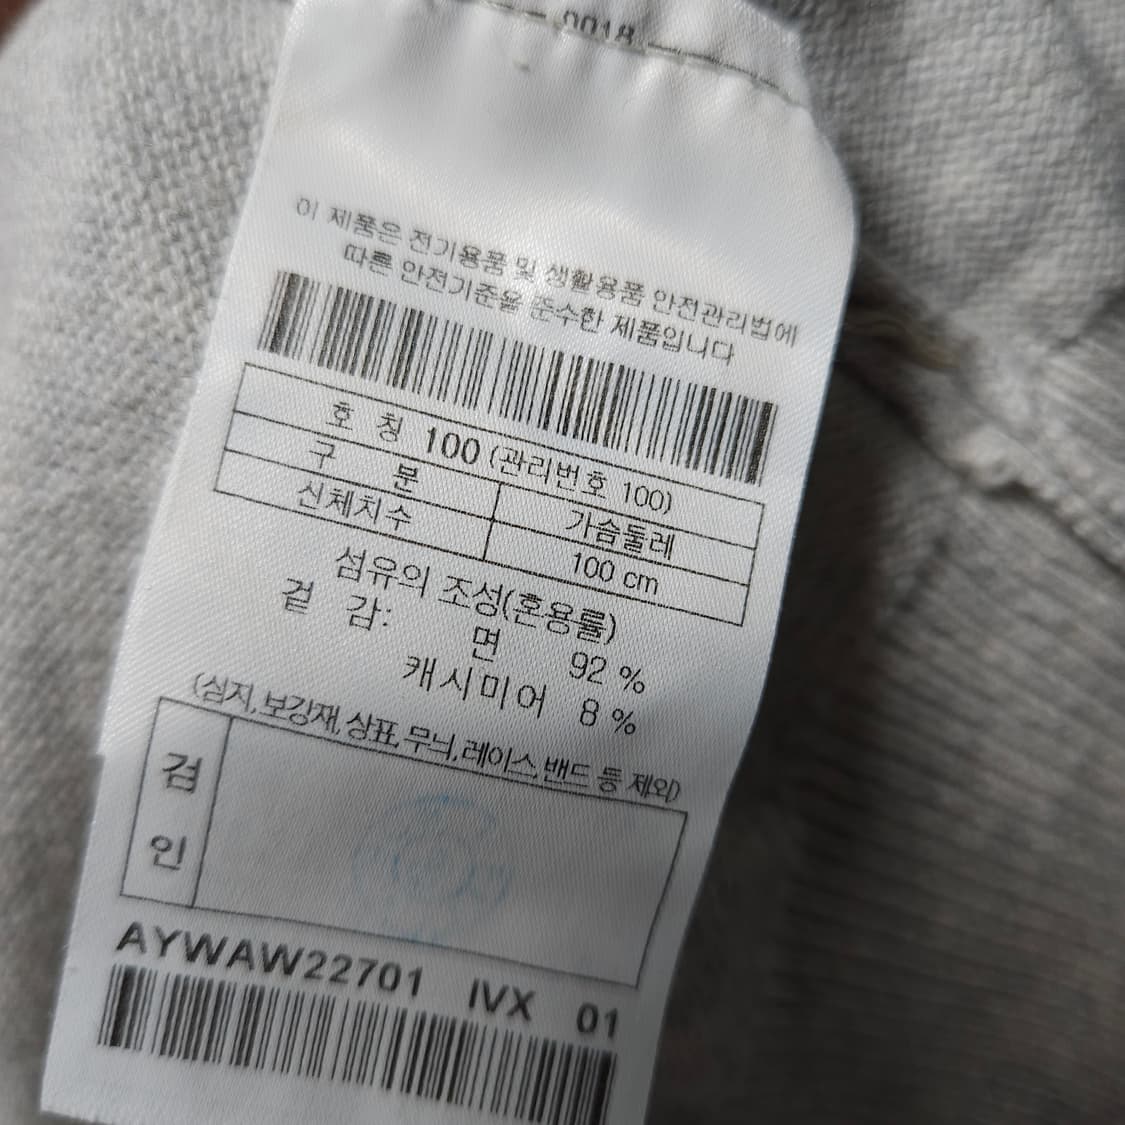 0018
이 제품은 전기용품 및 생활용품 안전관리법에
따른 안전기준을 준수한 제품입니다
호 칭 100 (관리번호 100)
구 분 가슴둘레
신체치수 100 cm
섬유의 조성(혼용률)
겉 감: 면 92 %
캐시미어 8 %
(심지,보강재,상표,무늬,레이스,밴드 등 제외)
검
인
AYWAW22701 IVX 01